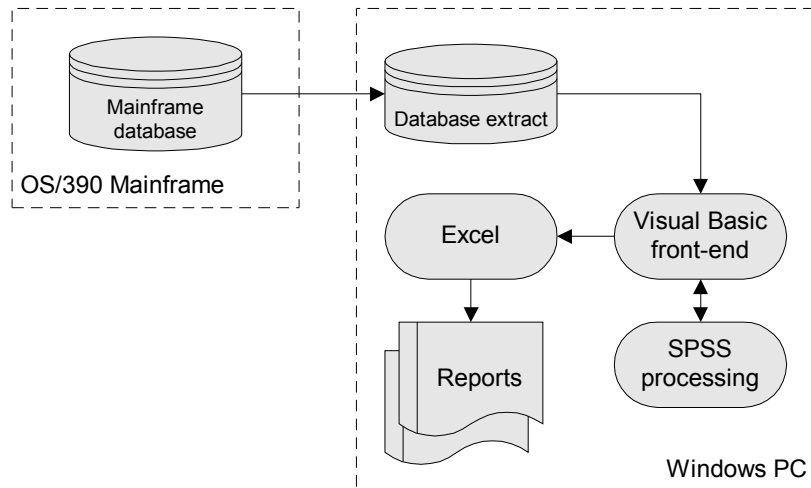 Mainframe
database
OS/390 Mainframe
Database extract
Excel
Visual Basic
front-end
Reports
SPSS
processing
Windows PC